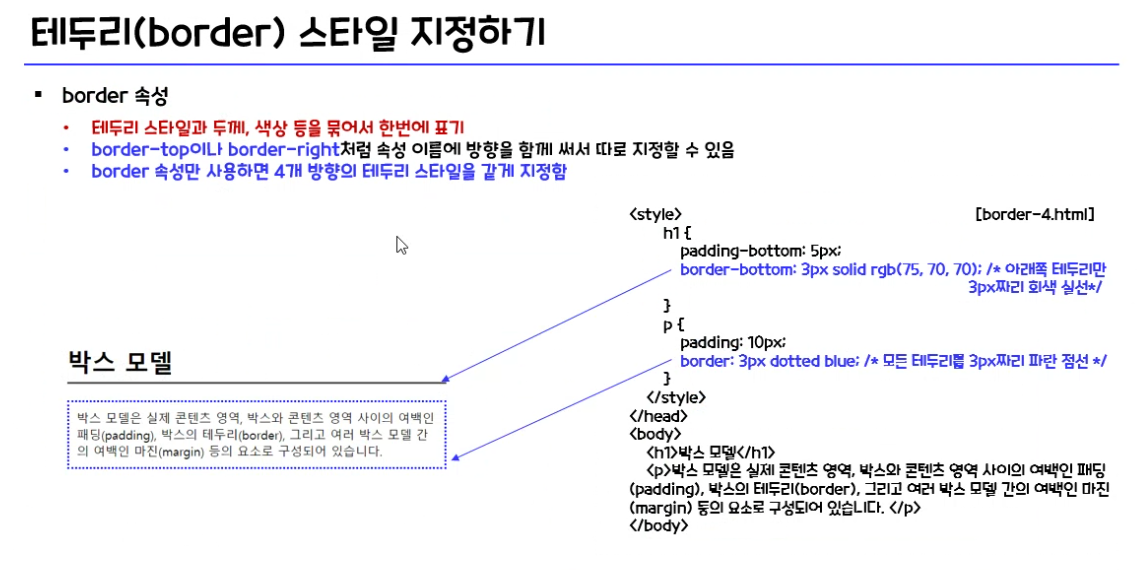 테두리(border) 스타일 지정하기
▪ border 속성
• 테두리 스타일과 두께, 색상 등을 묶어서 한번에 표기
• border-top이나 border-right처럼 속성 이름에 방향을 함께 써서 따로 지정할 수 있음
• border 속성만 사용하면 4개 방향의 테두리 스타일을 같게 지정함
박스 모델
박스 모델은 실제 콘텐츠 영역, 박스와 콘텐츠 영역 사이의 여백인
패딩(padding), 박스의 테두리(border), 그리고 여러 박스 모델 간
의 여백인 마진(margin) 등의 요소로 구성되어 있습니다.
<style> [border-4.html]
h1 {
padding-bottom: 5px;
border-bottom: 3px solid rgb(75, 70, 70); /* 아래쪽 테두리만
3px짜리 회색 실선*/
}
p {
padding: 10px;
border: 3px dotted blue; /* 모든 테두리를 3px짜리 파란 점선 */
}
</style>
</head>
<body>
<h1>박스 모델</h1>
<p>박스 모델은 실제 콘텐츠 영역, 박스와 콘텐츠 영역 사이의 여백인 패딩
(padding), 박스의 테두리(border), 그리고 여러 박스 모델 간의 여백인 마진
(margin) 등의 요소로 구성되어 있습니다. </p>
</body>